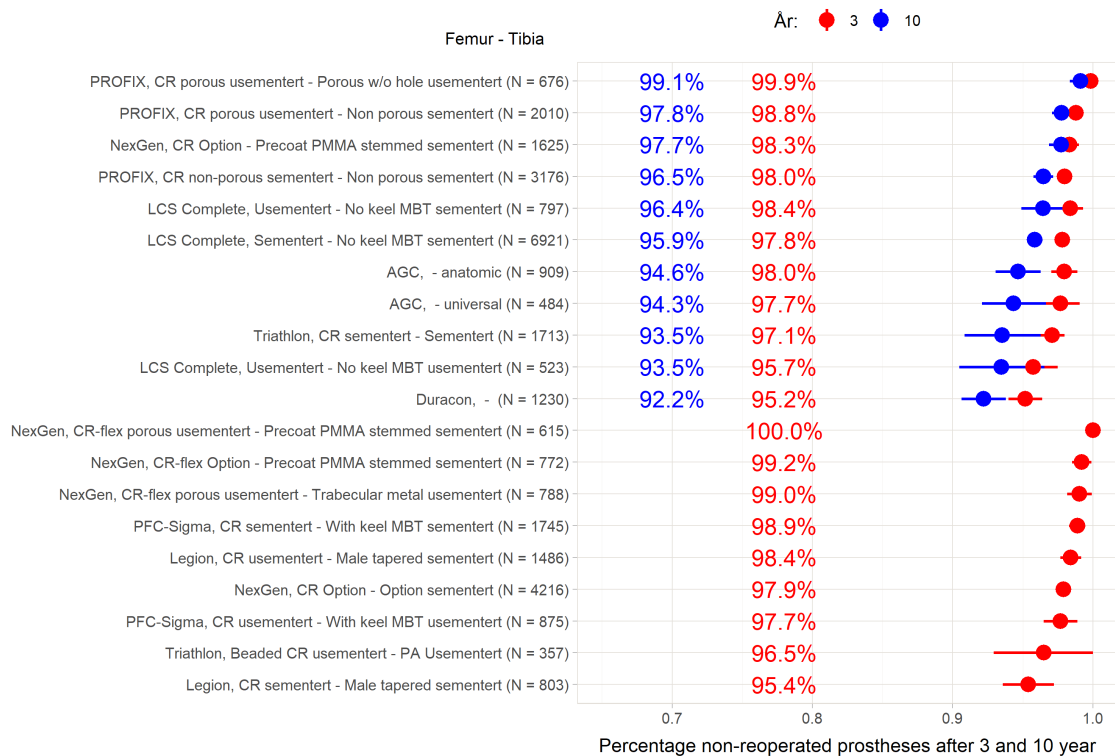 År: 3 10
Femur - Tibia
PROFIX, CR porous usementert - Porous w/o hole usementert (N = 676) 99.1% 99.9%
PROFIX, CR porous usementert - Non porous sementert (N = 2010) 97.8% 98.8%
NexGen, CR Option - Precoat PMMA stemmed sementert (N = 1625) 97.7% 98.3%
PROFIX, CR non-porous sementert - Non porous sementert (N = 3176) 96.5% 98.0%
LCS Complete, Usementert - No keel MBT sementert (N = 797) 96.4% 98.4%
LCS Complete, Sementert - No keel MBT sementert (N = 6921) 95.9% 97.8%
AGC, - anatomic (N = 909) 94.6% 98.0%
AGC, - universal (N = 484) 94.3% 97.7%
Triathlon, CR sementert - Sementert (N = 1713) 93.5% 97.1%
LCS Complete, Usementert - No keel MBT usementert (N = 523) 93.5% 95.7%
Duracon, - (N = 1230) 92.2% 95.2%
NexGen, CR-flex porous usementert - Precoat PMMA stemmed sementert (N = 615) 100.0%
NexGen, CR-flex Option - Precoat PMMA stemmed sementert (N = 772) 99.2%
NexGen, CR-flex porous usementert - Trabecular metal usementert (N = 788) 99.0%
PFC-Sigma, CR sementert - With keel MBT sementert (N = 1745) 98.9%
Legion, CR usementert - Male tapered sementert (N = 1486) 98.4%
NexGen, CR Option - Option sementert (N = 4216) 97.9%
PFC-Sigma, CR usementert - With keel MBT usementert (N = 875) 97.7%
Triathlon, Beaded CR usementert - PA Usementert (N = 357) 96.5%
Legion, CR sementert - Male tapered sementert (N = 803) 95.4%
0.7 0.8 0.9 1.0
Percentage non-reoperated prostheses after 3 and 10 year